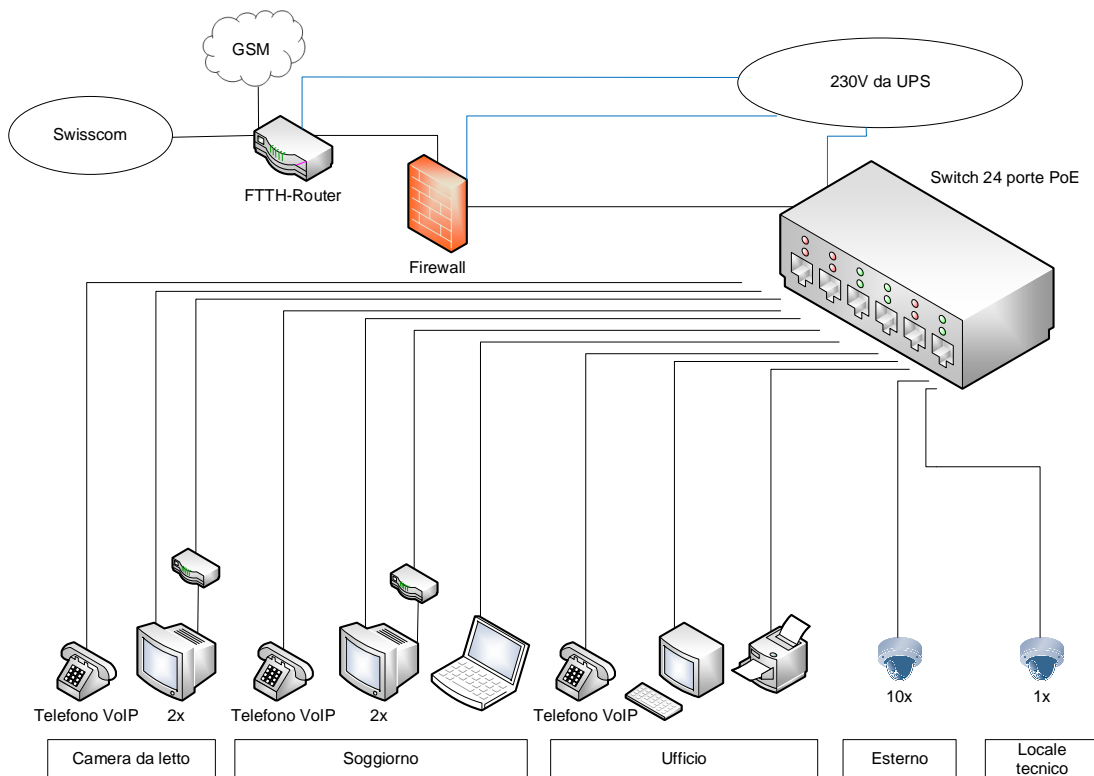 GSM
230V da UPS
Swisscom
Switch 24 porte PoE
FTTH-Router
Firewall
10x
1x
Telefono VoIP
2x
Telefono VoIP
2x
Telefono VoIP
Camera da letto
Soggiorno
Ufficio
Esterno
Locale
tecnico